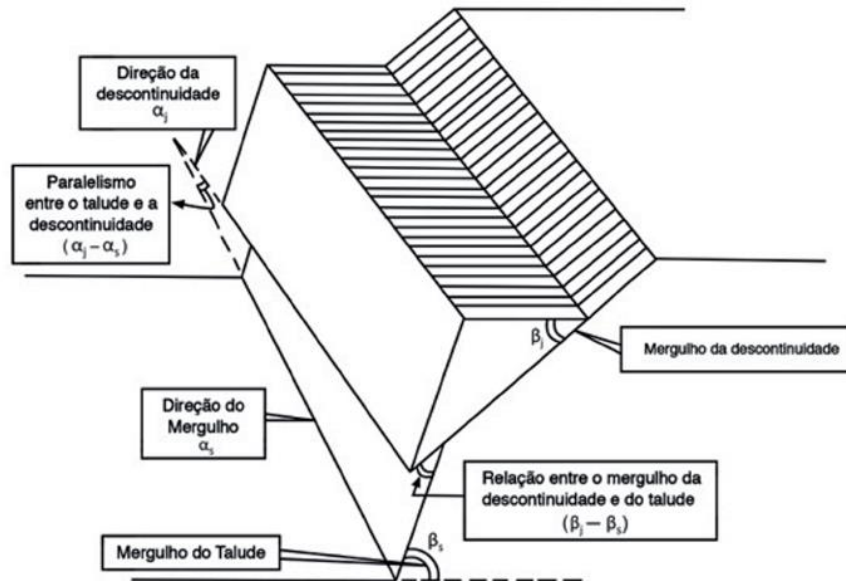 Direção da
descontinuidade
αj
Paralelismo
entre o talude e a
descontinuidade
(αj – αs)
βj
Mergulho da descontinuidade
Direção do
Mergulho
αs
Relação entre o mergulho da
descontinuidade e do talude
(βj – βs)
βs
Mergulho do Talude